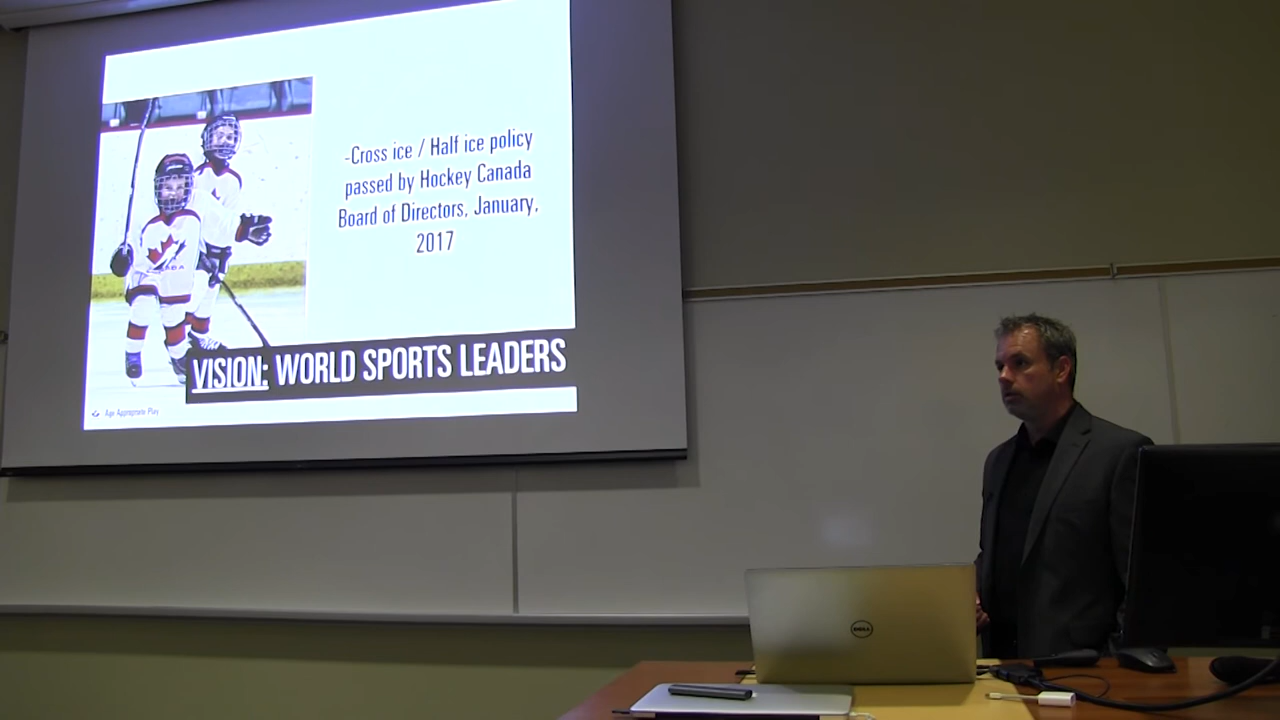 -Cross ice / Half ice policy
passed by Hockey Canada
Board of Directors, January,
2017
VISION: WORLD SPORTS LEADERS
Age Appropriate Play
DELL